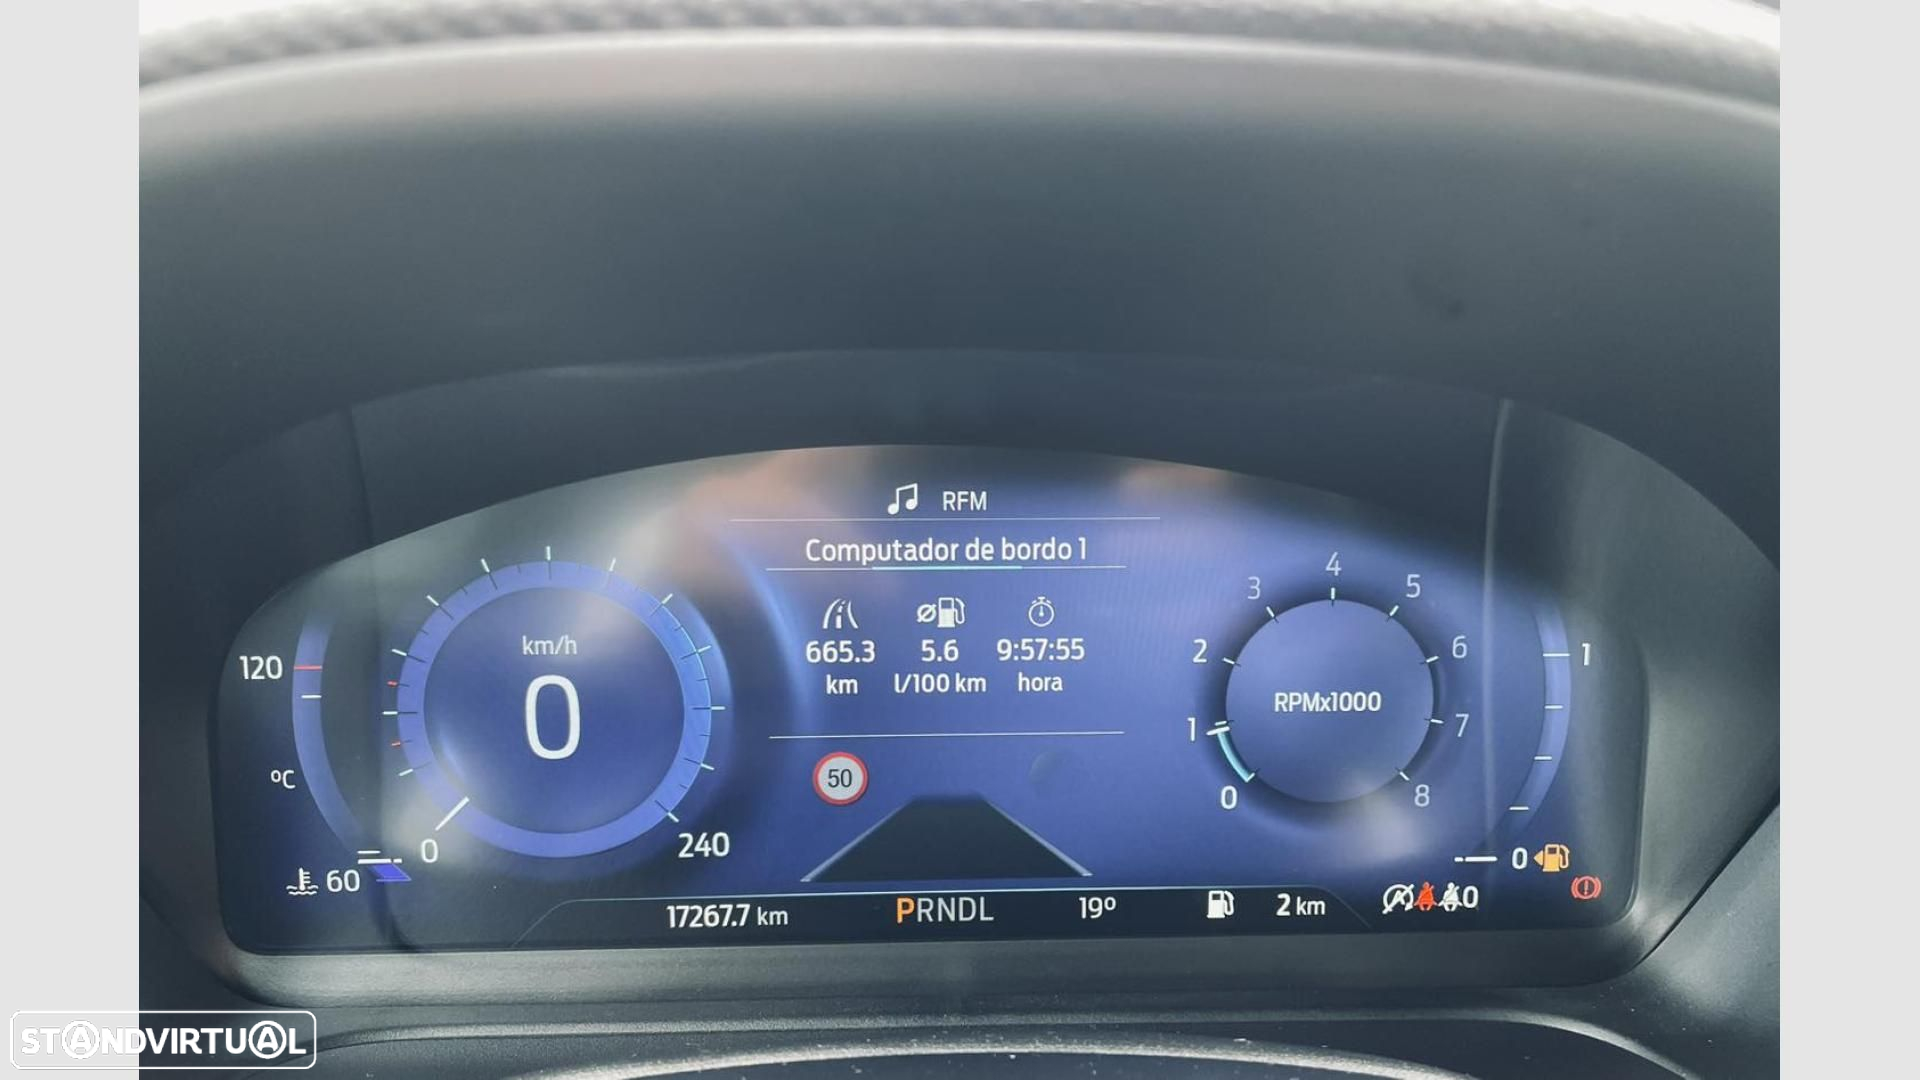 RFM
Computador de bordo 1
665.3 5.6 9:57:55
km l/100 km hora
120
ºC
60
km/h
0
0
240
50
0 1 2 3 4 5 6 7 8
RPMx1000
1
0
17267.7 km PRNDL 19º 2 km
0
STANDVIRTUAL